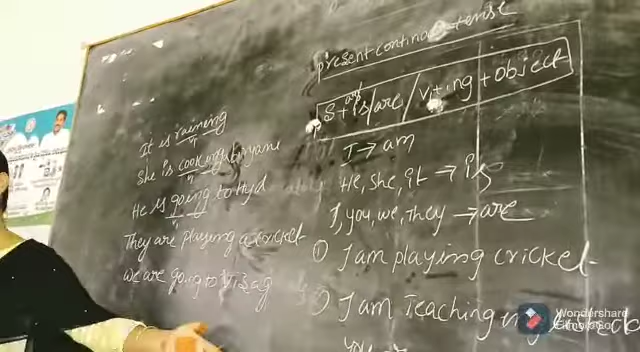 present continous tense
S + is/are/ v+ing + object
am
I → am
He, she, it → is
I, you, we, they → are
① I am playing cricket
② I am Teaching
It is raining
She is cooking
He is going to hyd
They are playing a cricket
we are going to vizag
Wondershare
Filmora